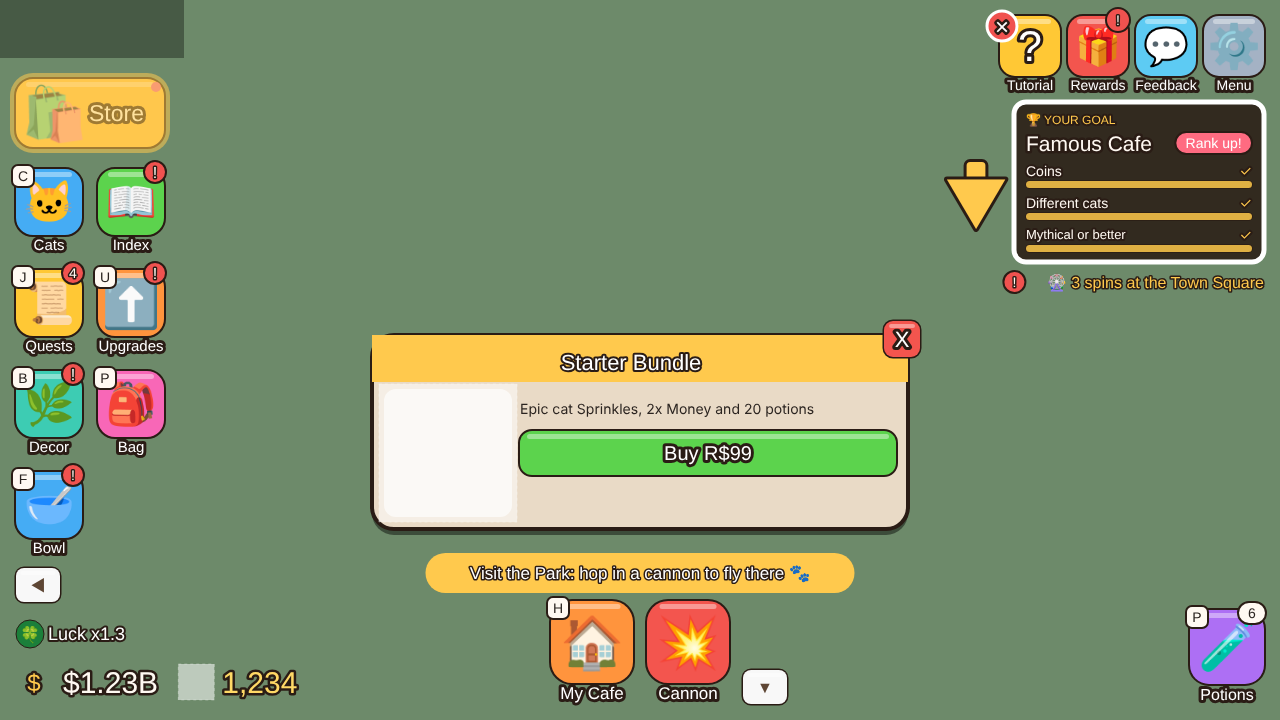 Store
C
Cats
!
Index
J
4
Quests
U
!
Upgrades
B
!
Decor
P
Bag
F
!
Bowl
◀
Luck x1.3
$ $1.23B
1,234
X
?
Tutorial
!
Rewards
Feedback
Menu
🏆 YOUR GOAL
Famous Cafe
Rank up!
Coins ✓
Different cats ✓
Mythical or better ✓
!
🎡 3 spins at the Town Square
Starter Bundle
X
Epic cat Sprinkles, 2x Money and 20 potions
Buy R$99
Visit the Park: hop in a cannon to fly there 🐾
H
My Cafe
Cannon
▼
P
6
Potions